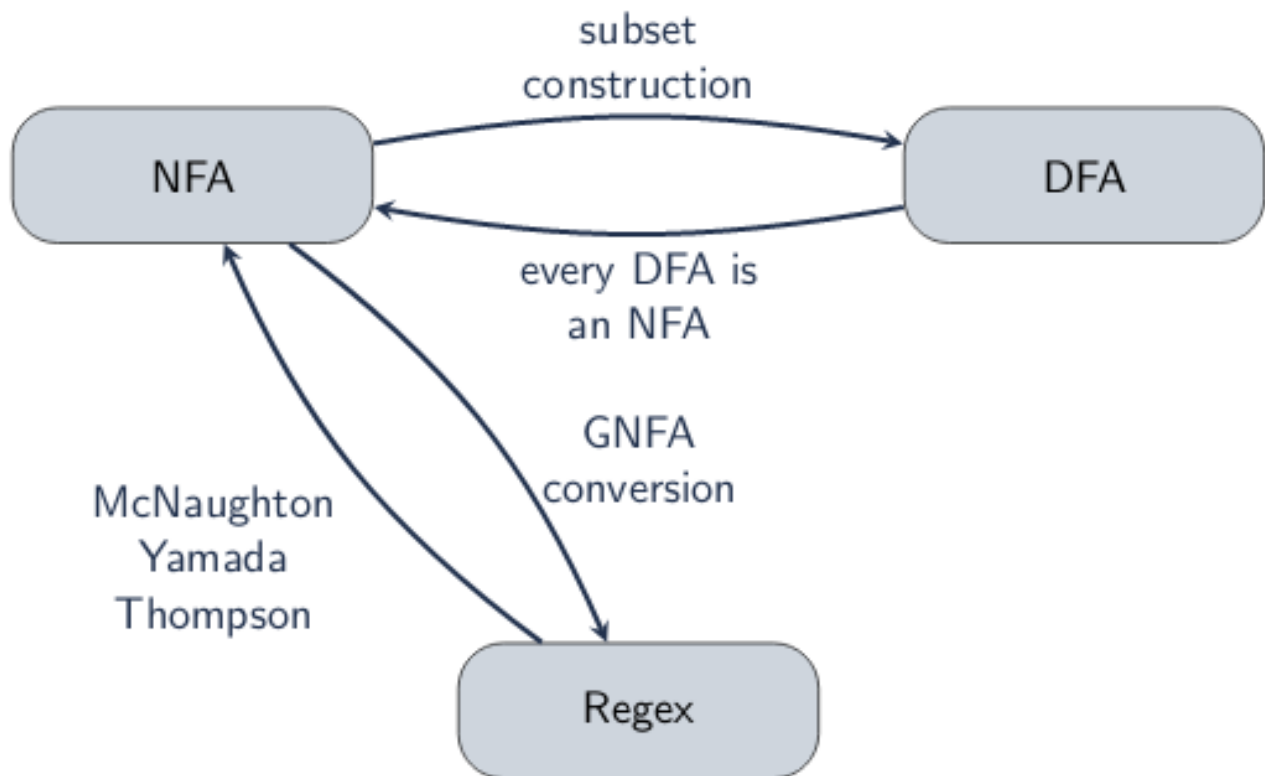 subset
construction
NFA
DFA
every DFA is
an NFA
GNFA
conversion
McNaughton
Yamada
Thompson
Regex